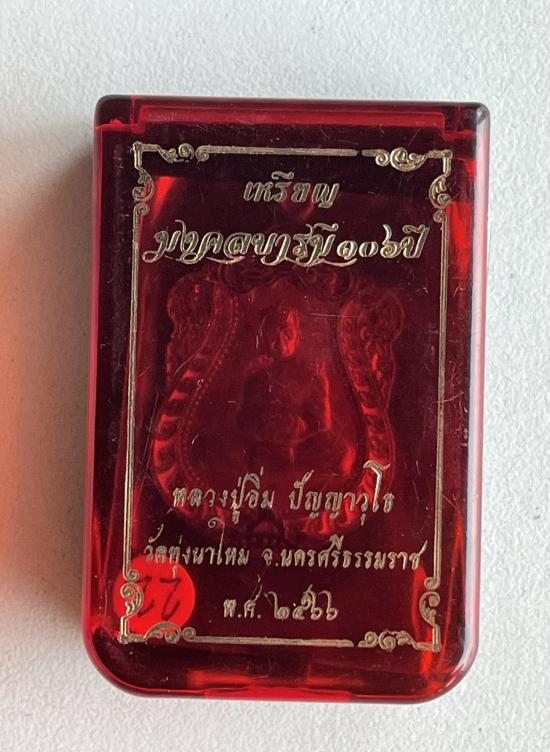 เหรียญ
มงคลบารมี ๑๐๖ ปี
หลวงปู่อิ่ม ปัญญาวุโธ
วัดทุ่งนาใหม่ จ.นครศรีธรรมราช
พ.ศ. ๒๕๖๖
22